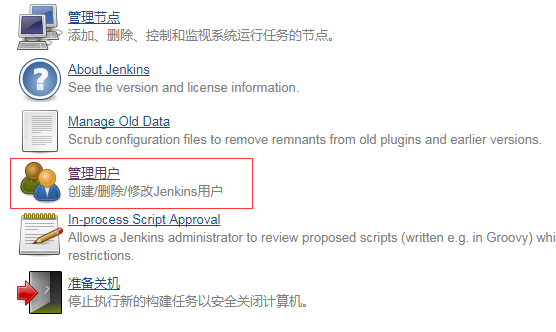 管理节点
添加、删除、控制和监视系统运行任务的节点。
About Jenkins
See the version and license information.
Manage Old Data
Scrub configuration files to remove remnants from old plugins and earlier versions.
管理用户
创建/删除/修改Jenkins用户
In-process Script Approval
Allows a Jenkins administrator to review proposed scripts (written e.g. in Groovy) whi
restrictions.
准备关机
停止执行新的构建任务以安全关闭计算机。